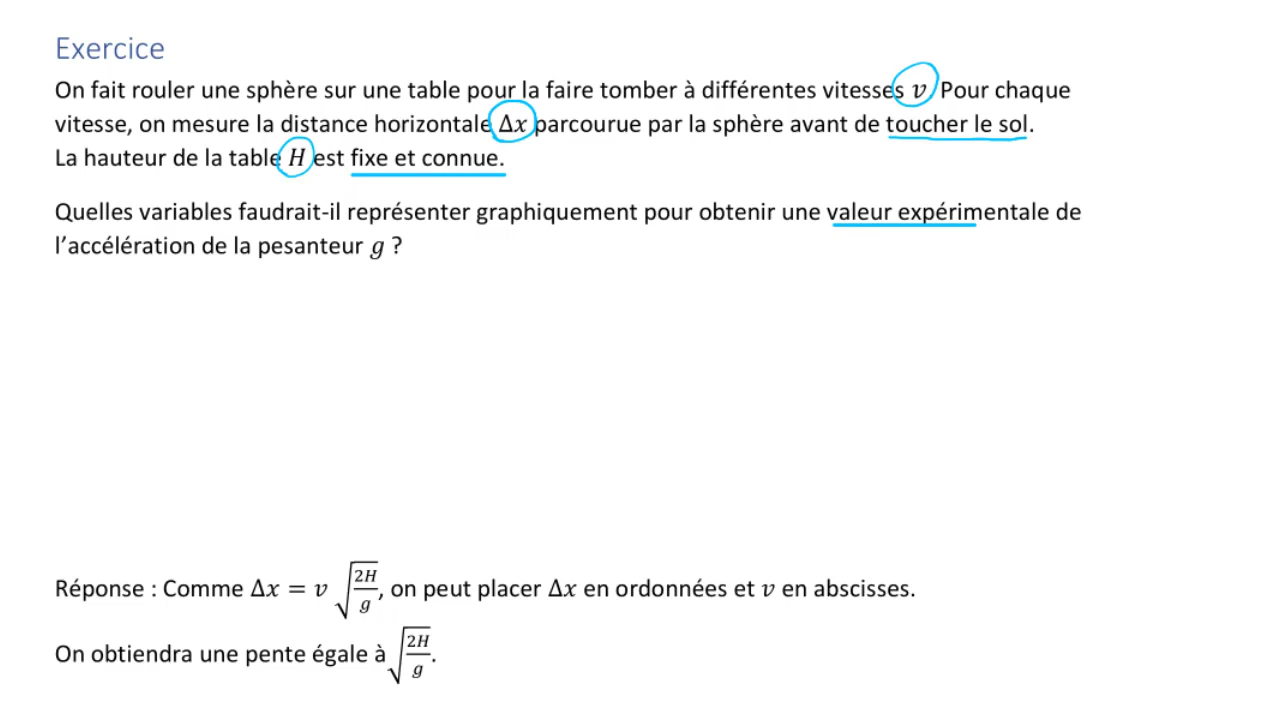 Exercice
On fait rouler une sphère sur une table pour la faire tomber à différentes vitesses v. Pour chaque
vitesse, on mesure la distance horizontale Δx parcourue par la sphère avant de toucher le sol.
La hauteur de la table H est fixe et connue.
Quelles variables faudrait-il représenter graphiquement pour obtenir une valeur expérimentale de
l’accélération de la pesanteur g ?
Réponse : Comme Δx = v √(2H/g), on peut placer Δx en ordonnées et v en abscisses.
On obtiendra une pente égale à √(2H/g).